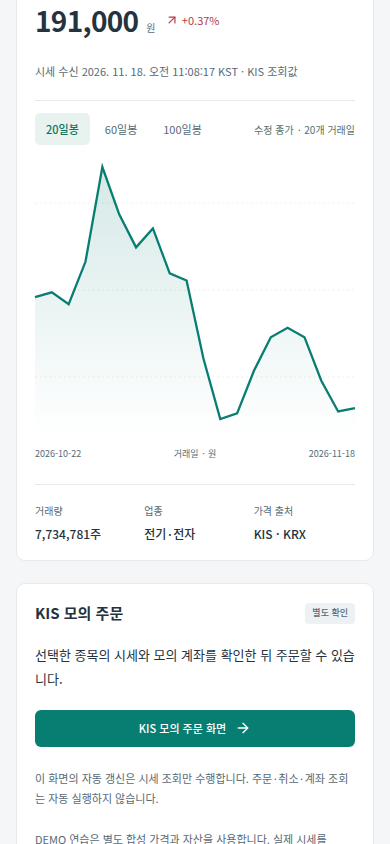 191,000 원 +0.37%
시세 수신 2026. 11. 18. 오전 11:08:17 KST · KIS 조회값
20일봉 60일봉 100일봉 수정 종가 · 20개 거래일
2026-10-22 거래일 · 원 2026-11-18
거래량 업종 가격 출처
7,734,781주 전기·전자 KIS · KRX
KIS 모의 주문 별도 확인
선택한 종목의 시세와 모의 계좌를 확인한 뒤 주문할 수 있습
니다.
KIS 모의 주문 화면
이 화면의 자동 갱신은 시세 조회만 수행합니다. 주문·취소·계좌 조회
는 자동 실행하지 않습니다.
DEMO 연습은 별도 합성 가격과 자산을 사용합니다. 실제 시세를